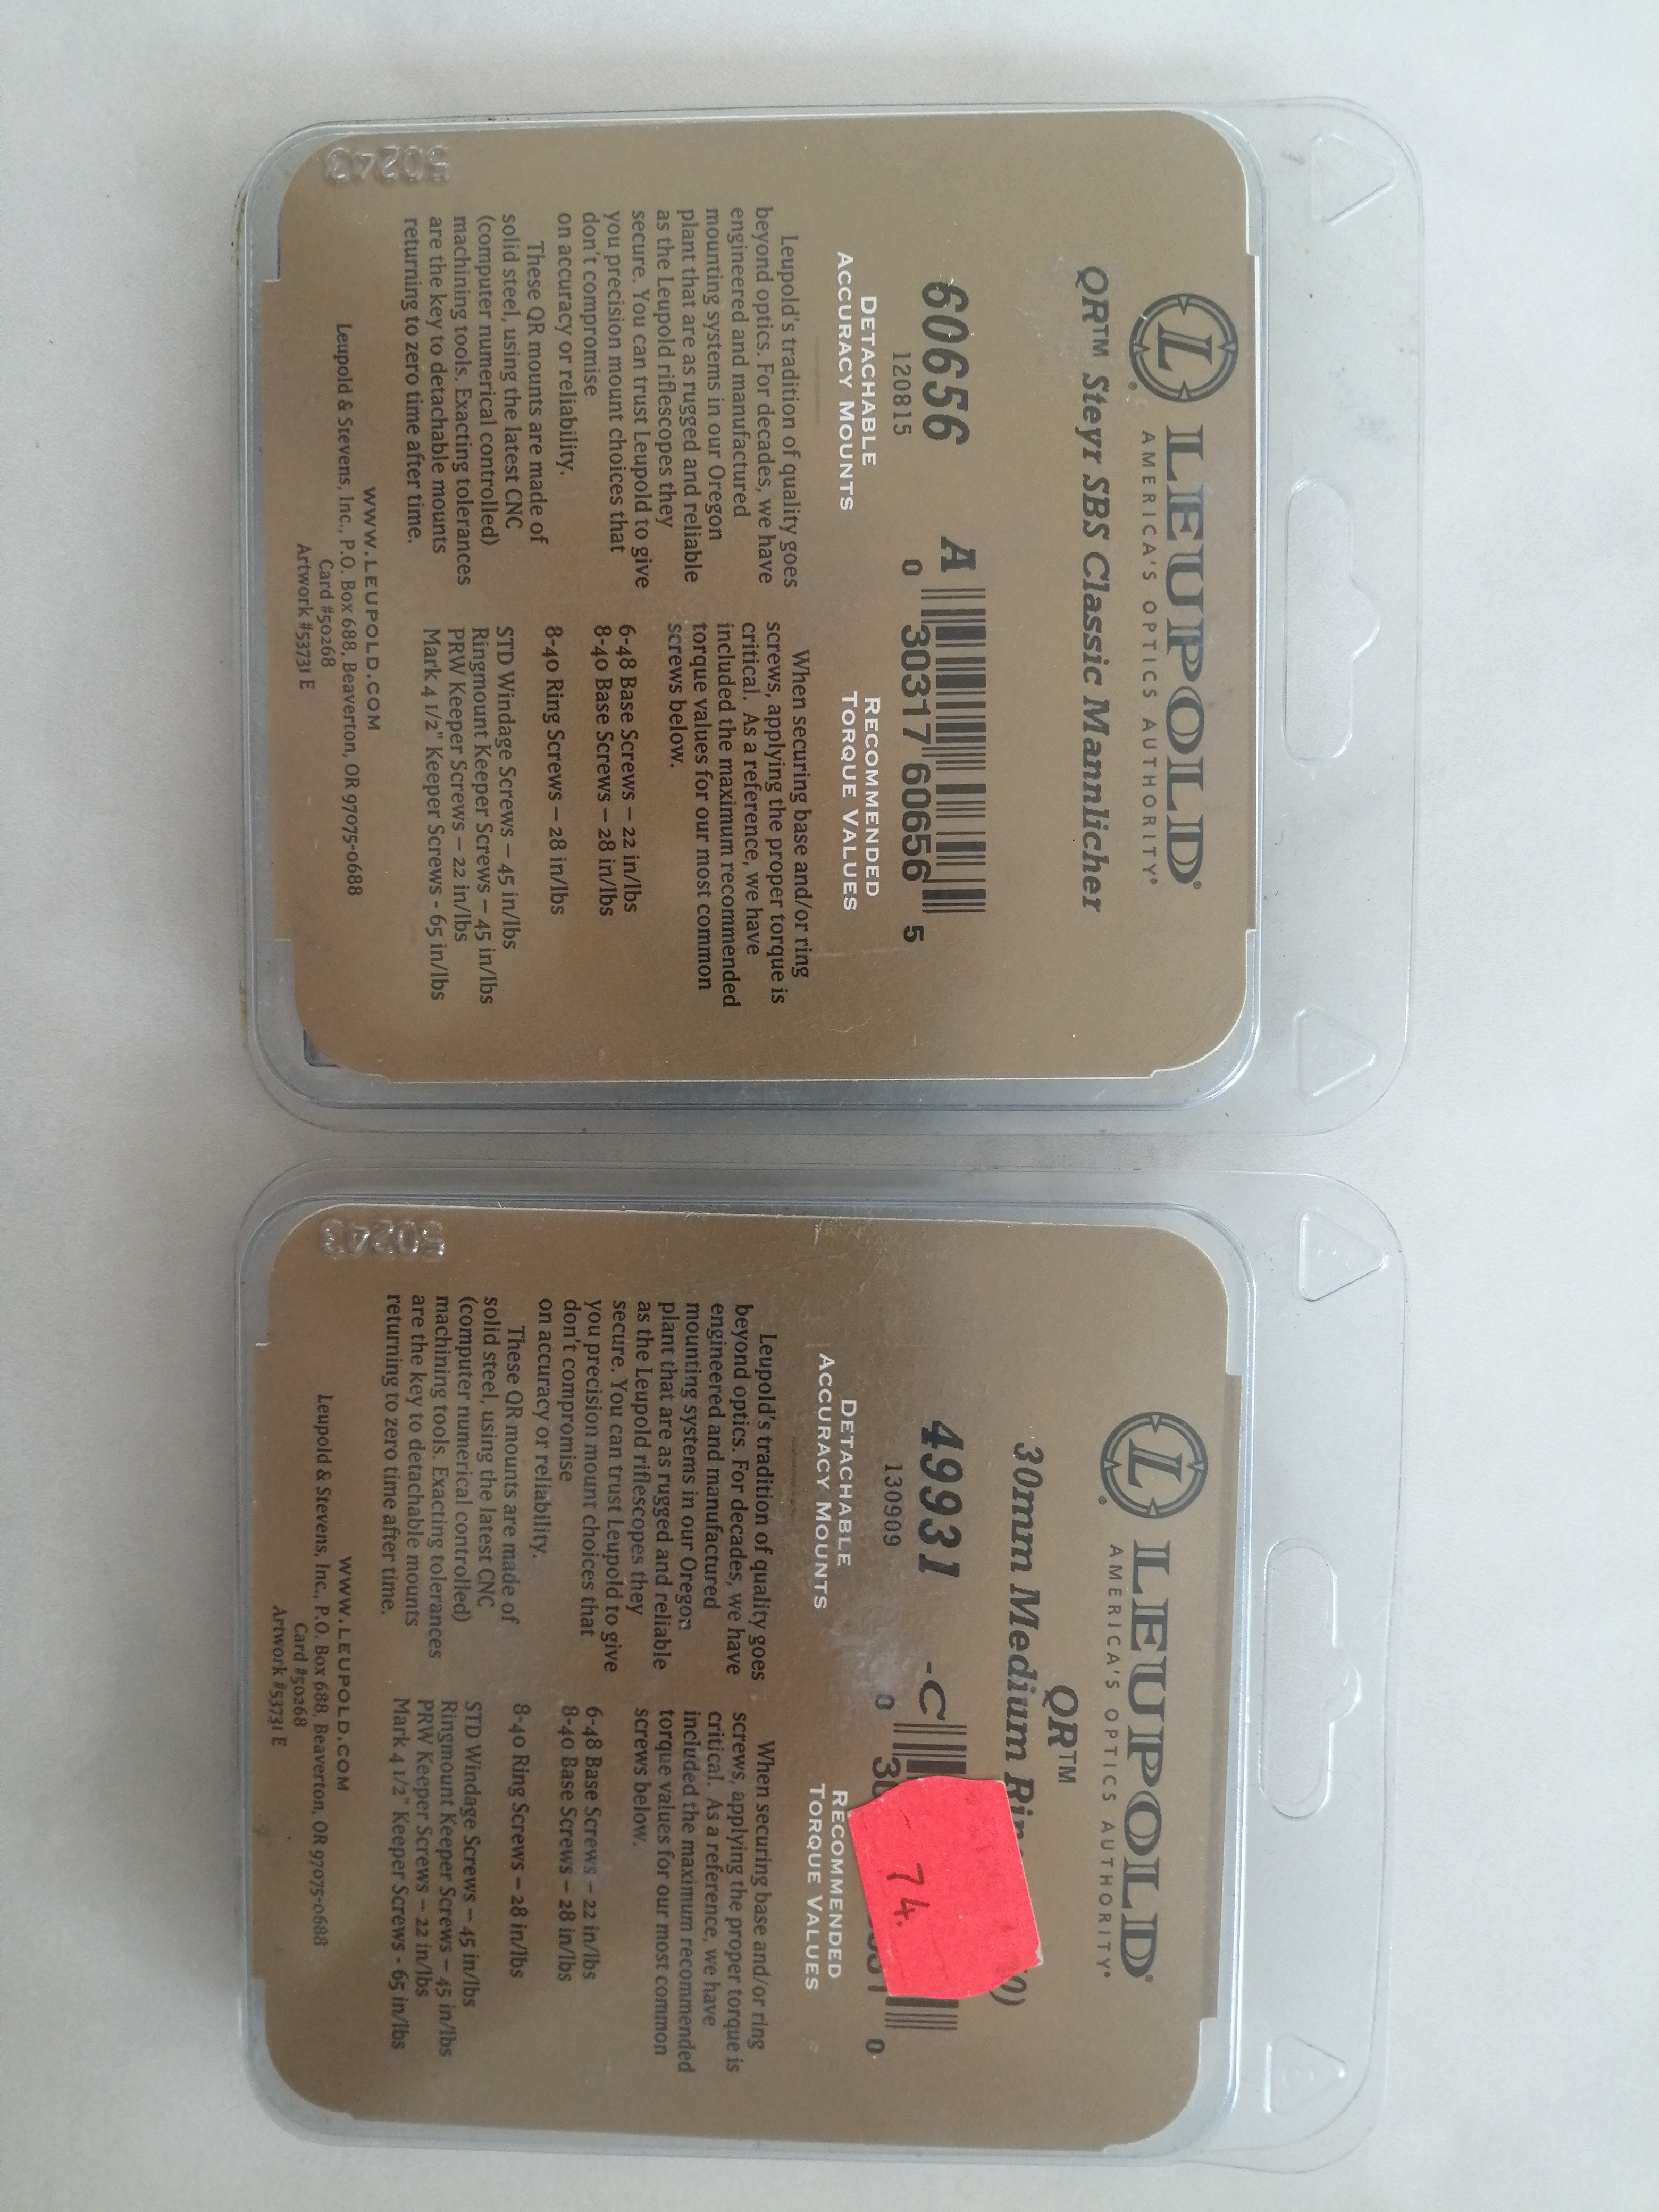 LEUPOLD®
AMERICA'S OPTICS AUTHORITY®
QR™ Steyr SBS Classic Mannlicher
60656 A
120815
0 30317 60656 5
DETACHABLE
ACCURACY MOUNTS
Leupold's tradition of quality goes
beyond optics. For decades, we have
engineered and manufactured
mounting systems in our Oregon
plant that are as rugged and reliable
as the Leupold riflescopes they
secure. You can trust Leupold to give
you precision mount choices that
don't compromise
on accuracy or reliability.
These QR mounts are made of
solid steel, using the latest CNC
(computer numerical controlled)
machining tools. Exacting tolerances
are the key to detachable mounts
returning to zero time after time.
RECOMMENDED
TORQUE VALUES
When securing base and/or ring
screws, applying the proper torque is
critical. As a reference, we have
included the maximum recommended
torque values for our most common
screws below.
6-48 Base Screws – 22 in/lbs
8-40 Base Screws – 28 in/lbs
8-40 Ring Screws – 28 in/lbs
STD Windage Screws – 45 in/lbs
Ringmount Keeper Screws – 45 in/lbs
PRW Keeper Screws – 22 in/lbs
Mark 4 1/2" Keeper Screws - 65 in/lbs
WWW.LEUPOLD.COM
Leupold & Stevens, Inc., P.O. Box 688, Beaverton, OR 97075-0688
Card #50268
Artwork #53731 E
50243
LEUPOLD®
AMERICA'S OPTICS AUTHORITY®
QR™
30mm Medium
49931 -C
130909
0
0
74.
DETACHABLE
ACCURACY MOUNTS
Leupold's tradition of quality goes
beyond optics. For decades, we have
engineered and manufactured
mounting systems in our Oregon
plant that are as rugged and reliable
as the Leupold riflescopes they
secure. You can trust Leupold to give
you precision mount choices that
don't compromise
on accuracy or reliability.
These QR mounts are made of
solid steel, using the latest CNC
(computer numerical controlled)
machining tools. Exacting tolerances
are the key to detachable mounts
returning to zero time after time.
RECOMMENDED
TORQUE VALUES
When securing base and/or ring
screws, applying the proper torque is
critical. As a reference, we have
included the maximum recommended
torque values for our most common
screws below.
6-48 Base Screws – 22 in/lbs
8-40 Base Screws – 28 in/lbs
8-40 Ring Screws – 28 in/lbs
STD Windage Screws – 45 in/lbs
Ringmount Keeper Screws – 45 in/lbs
PRW Keeper Screws – 22 in/lbs
Mark 4 1/2" Keeper Screws - 65 in/lbs
WWW.LEUPOLD.COM
Leupold & Stevens, Inc., P.O. Box 688, Beaverton, OR 97075-0688
Card #50268
Artwork #53731 E
50243